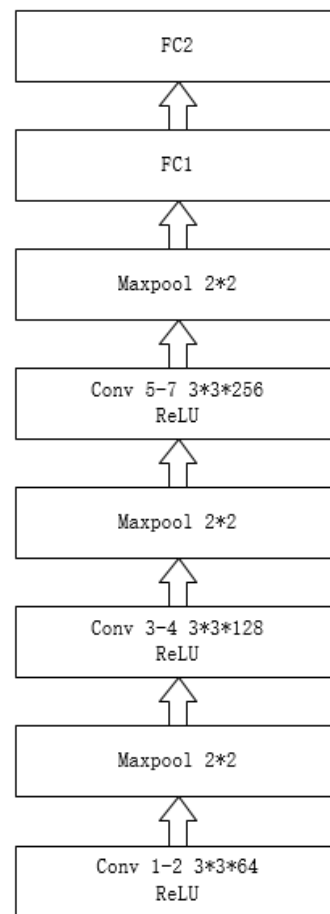 FC2
FC1
Maxpool 2*2
Conv 5-7 3*3*256
ReLU
Maxpool 2*2
Conv 3-4 3*3*128
ReLU
Maxpool 2*2
Conv 1-2 3*3*64
ReLU